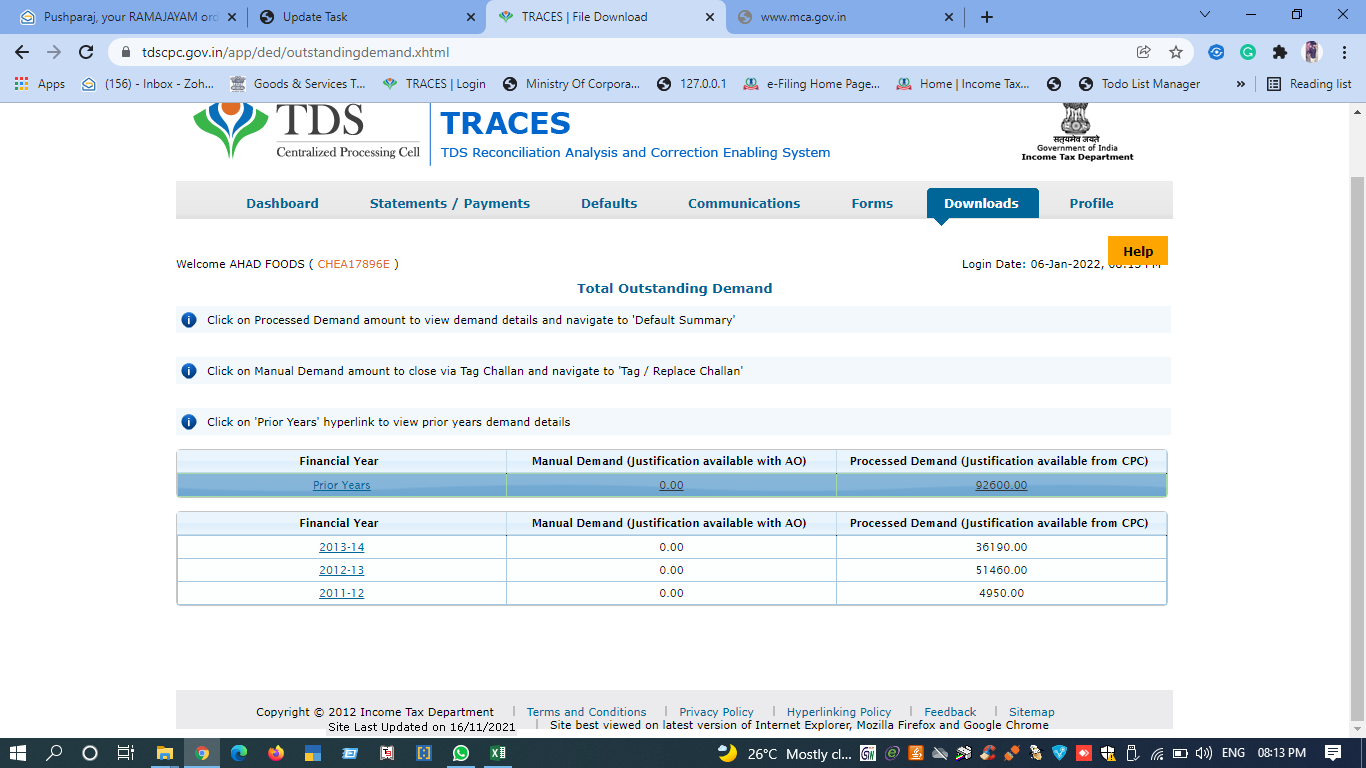 Pushparaj, your RAMAJAYAM ord
Update Task
TRACES | File Download
www.mca.gov.in
tdscpc.gov.in/app/ded/outstandingdemand.xhtml
Apps
(156) - Inbox - Zoh...
Goods & Services T...
TRACES | Login
Ministry Of Corpora...
127.0.0.1
e-Filing Home Page...
Home | Income Tax...
Todo List Manager
»
Reading list
TDS
Centralized Processing Cell
TRACES
TDS Reconciliation Analysis and Correction Enabling System
सत्यमेव जयते
Government of India
Income Tax Department
Dashboard
Statements / Payments
Defaults
Communications
Forms
Downloads
Profile
Help
Welcome AHAD FOODS ( CHEA17896E )
Login Date: 06-Jan-2022,
Total Outstanding Demand
Click on Processed Demand amount to view demand details and navigate to 'Default Summary'
Click on Manual Demand amount to close via Tag Challan and navigate to 'Tag / Replace Challan'
Click on 'Prior Years' hyperlink to view prior years demand details
Financial Year Manual Demand (Justification available with AO) Processed Demand (Justification available from CPC)
Prior Years 0.00 92600.00
Financial Year Manual Demand (Justification available with AO) Processed Demand (Justification available from CPC)
2013-14 0.00 36190.00
2012-13 0.00 51460.00
2011-12 0.00 4950.00
Copyright © 2012 Income Tax Department | Terms and Conditions | Privacy Policy | Hyperlinking Policy | Feedback | Sitemap
Site Last Updated on 16/11/2021 | Site best viewed on latest version of Internet Explorer, Mozilla Firefox and Google Chrome
26°C Mostly cl...
ENG
08:13 PM